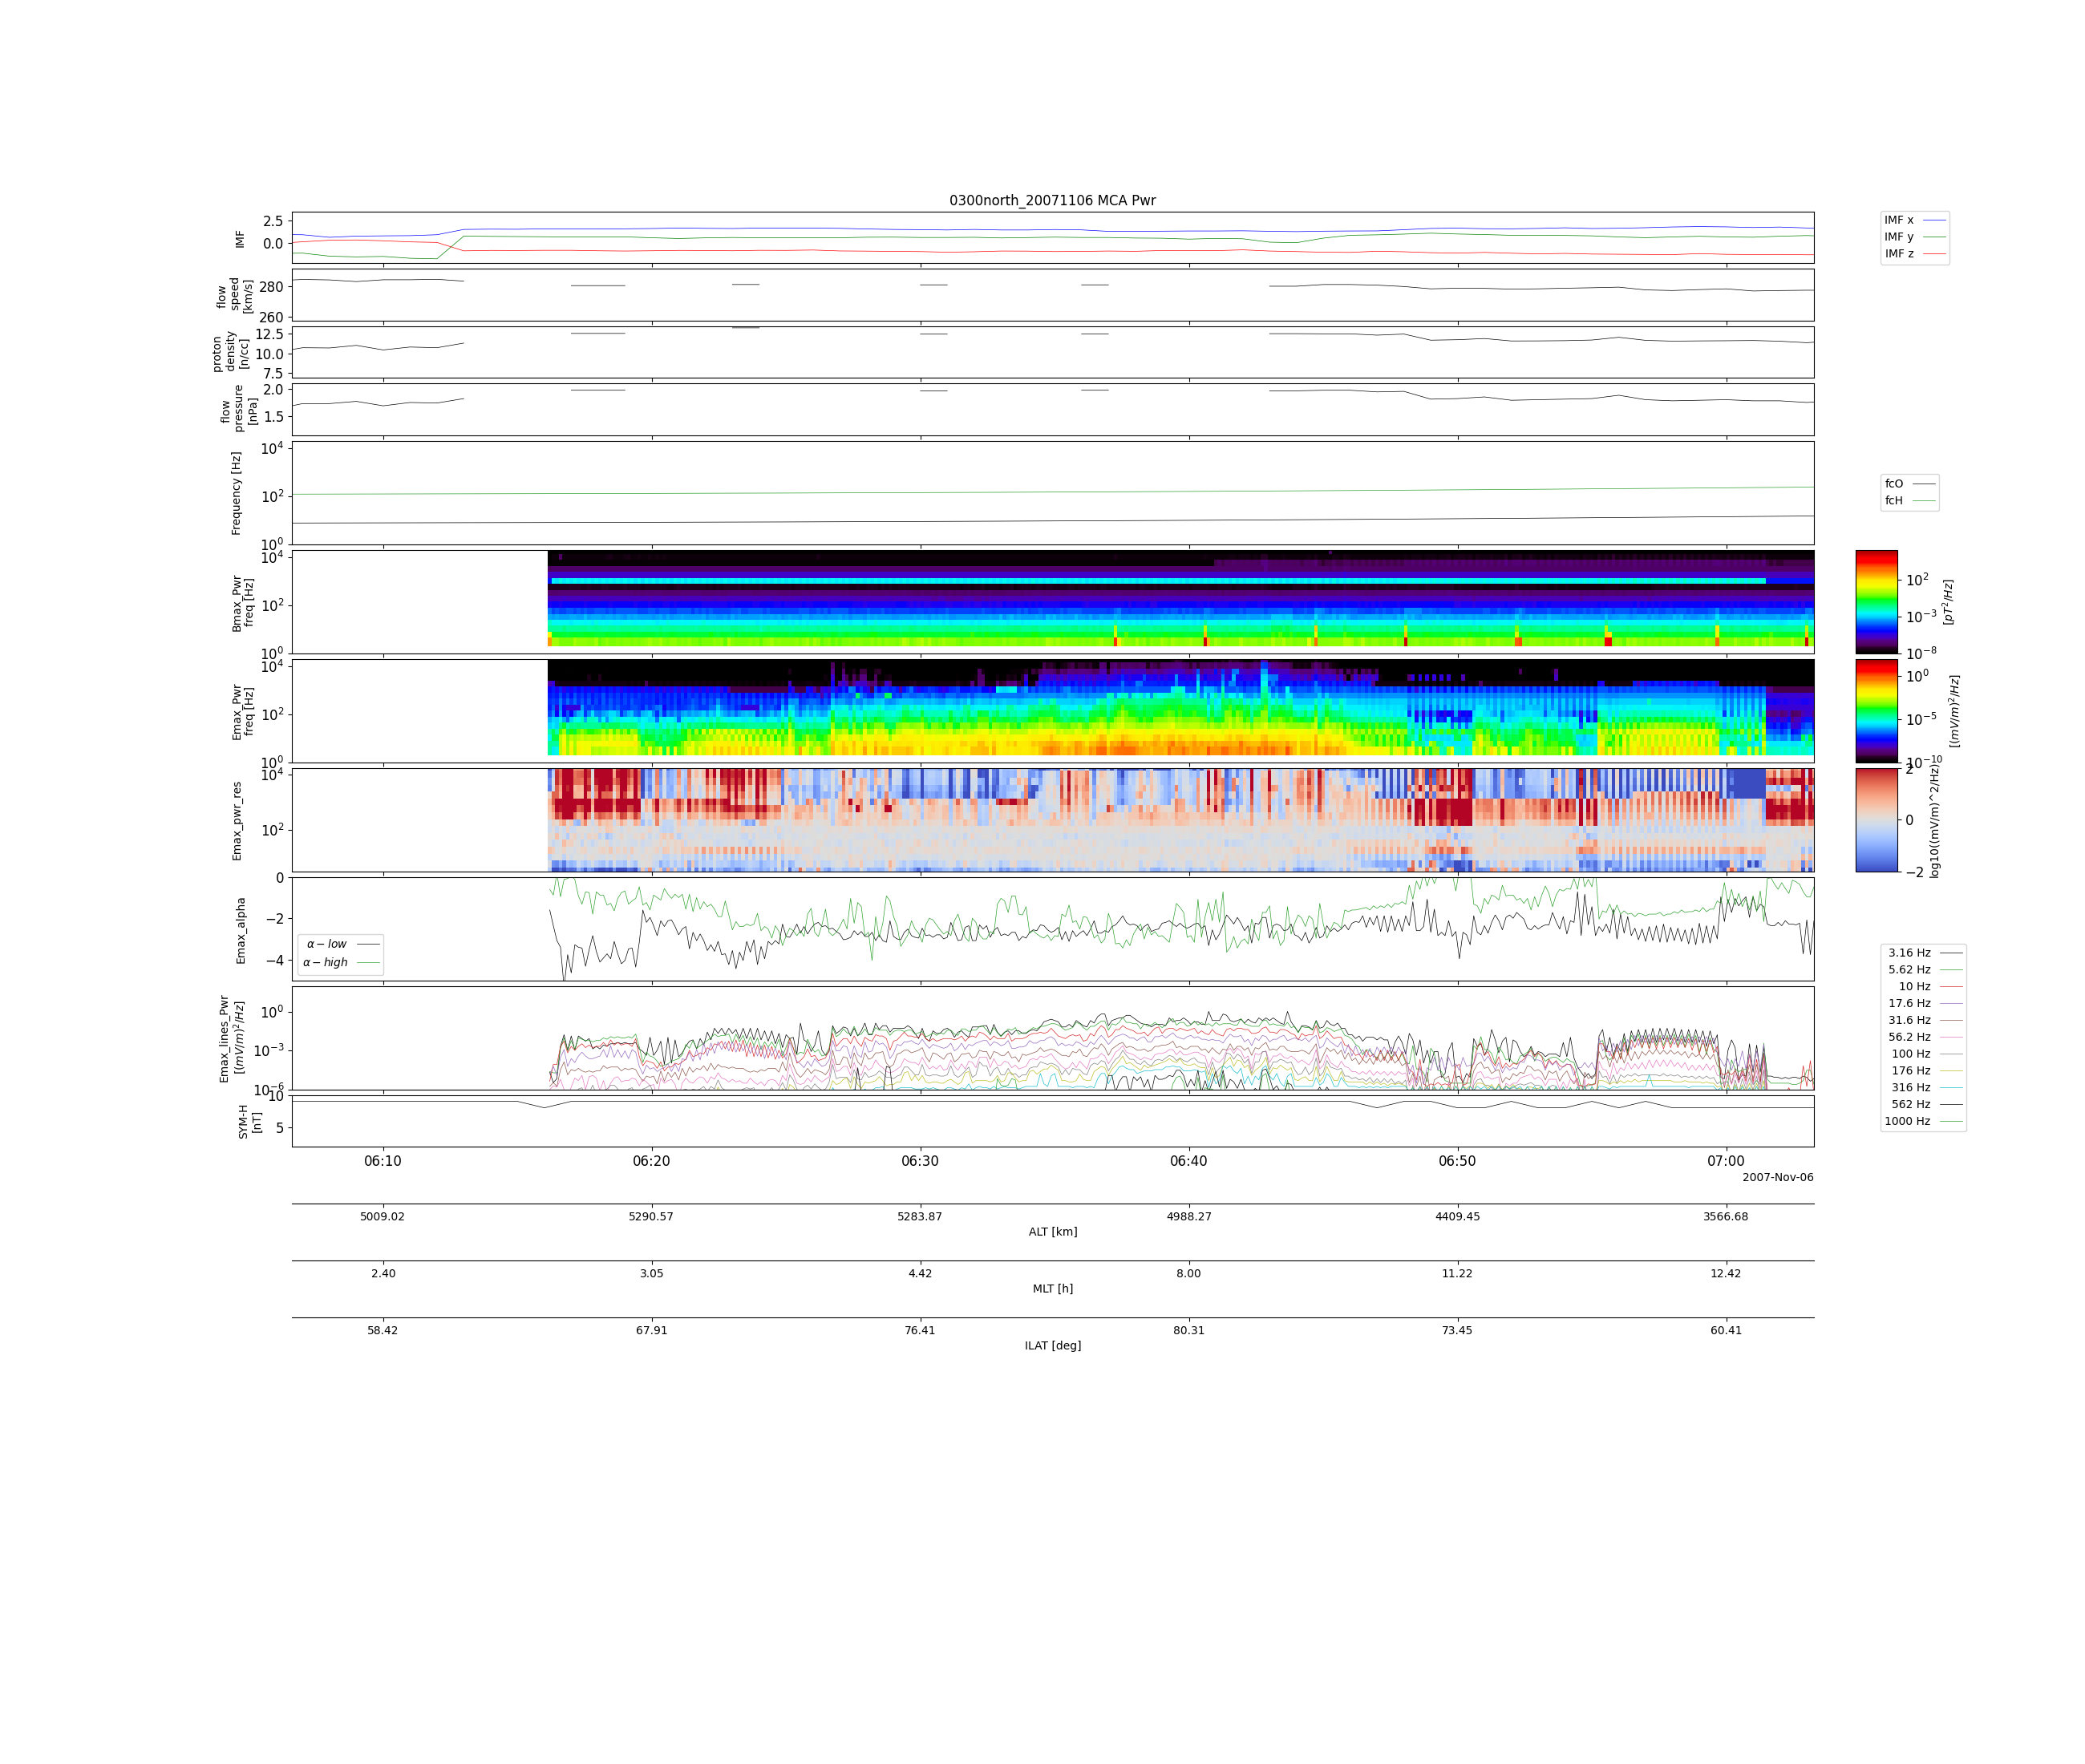 0300north_20071106 MCA Pwr
IMF
2.5
0.0
IMF x
IMF y
IMF z
flow
speed
[km/s]
280
260
proton
density
[n/cc]
12.5
10.0
7.5
flow
pressure
[nPa]
2.0
1.5
Frequency [Hz]
10^4
10^2
10^0
fcO
fcH
Bmax_Pwr
freq [Hz]
10^4
10^2
10^0
10^2
10^-3
10^-8
[pT^2/Hz]
Emax_Pwr
freq [Hz]
10^4
10^2
10^0
10^0
10^-5
10^-10
[(mV/m)^2/Hz]
Emax_pwr_res
10^4
10^2
2
0
−2
log10((mV/m)^2/Hz)
Emax_alpha
0
−2
−4
α − low
α − high
Emax_lines_Pwr
[(mV/m)^2/Hz]
10^0
10^-3
10^-6
3.16 Hz
5.62 Hz
10 Hz
17.6 Hz
31.6 Hz
56.2 Hz
100 Hz
176 Hz
316 Hz
562 Hz
1000 Hz
SYM-H
[nT]
10
5
06:10 06:20 06:30 06:40 06:50 07:00
2007-Nov-06
5009.02 5290.57 5283.87 4988.27 4409.45 3566.68
ALT [km]
2.40 3.05 4.42 8.00 11.22 12.42
MLT [h]
58.42 67.91 76.41 80.31 73.45 60.41
ILAT [deg]